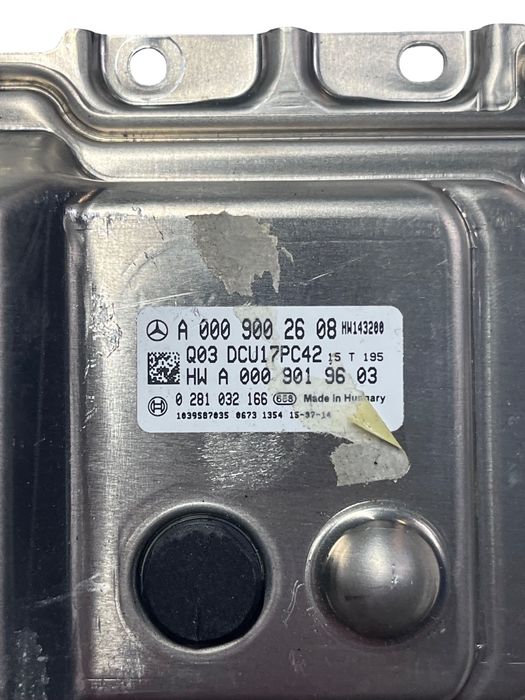 A 000 900 26 08 HW143200
Q03 DCU17PC42 15 T 195
HW A 000 901 96 03
0 281 032 166 668 Made in Hungary
1039S87035 0673 1354 15-07-14